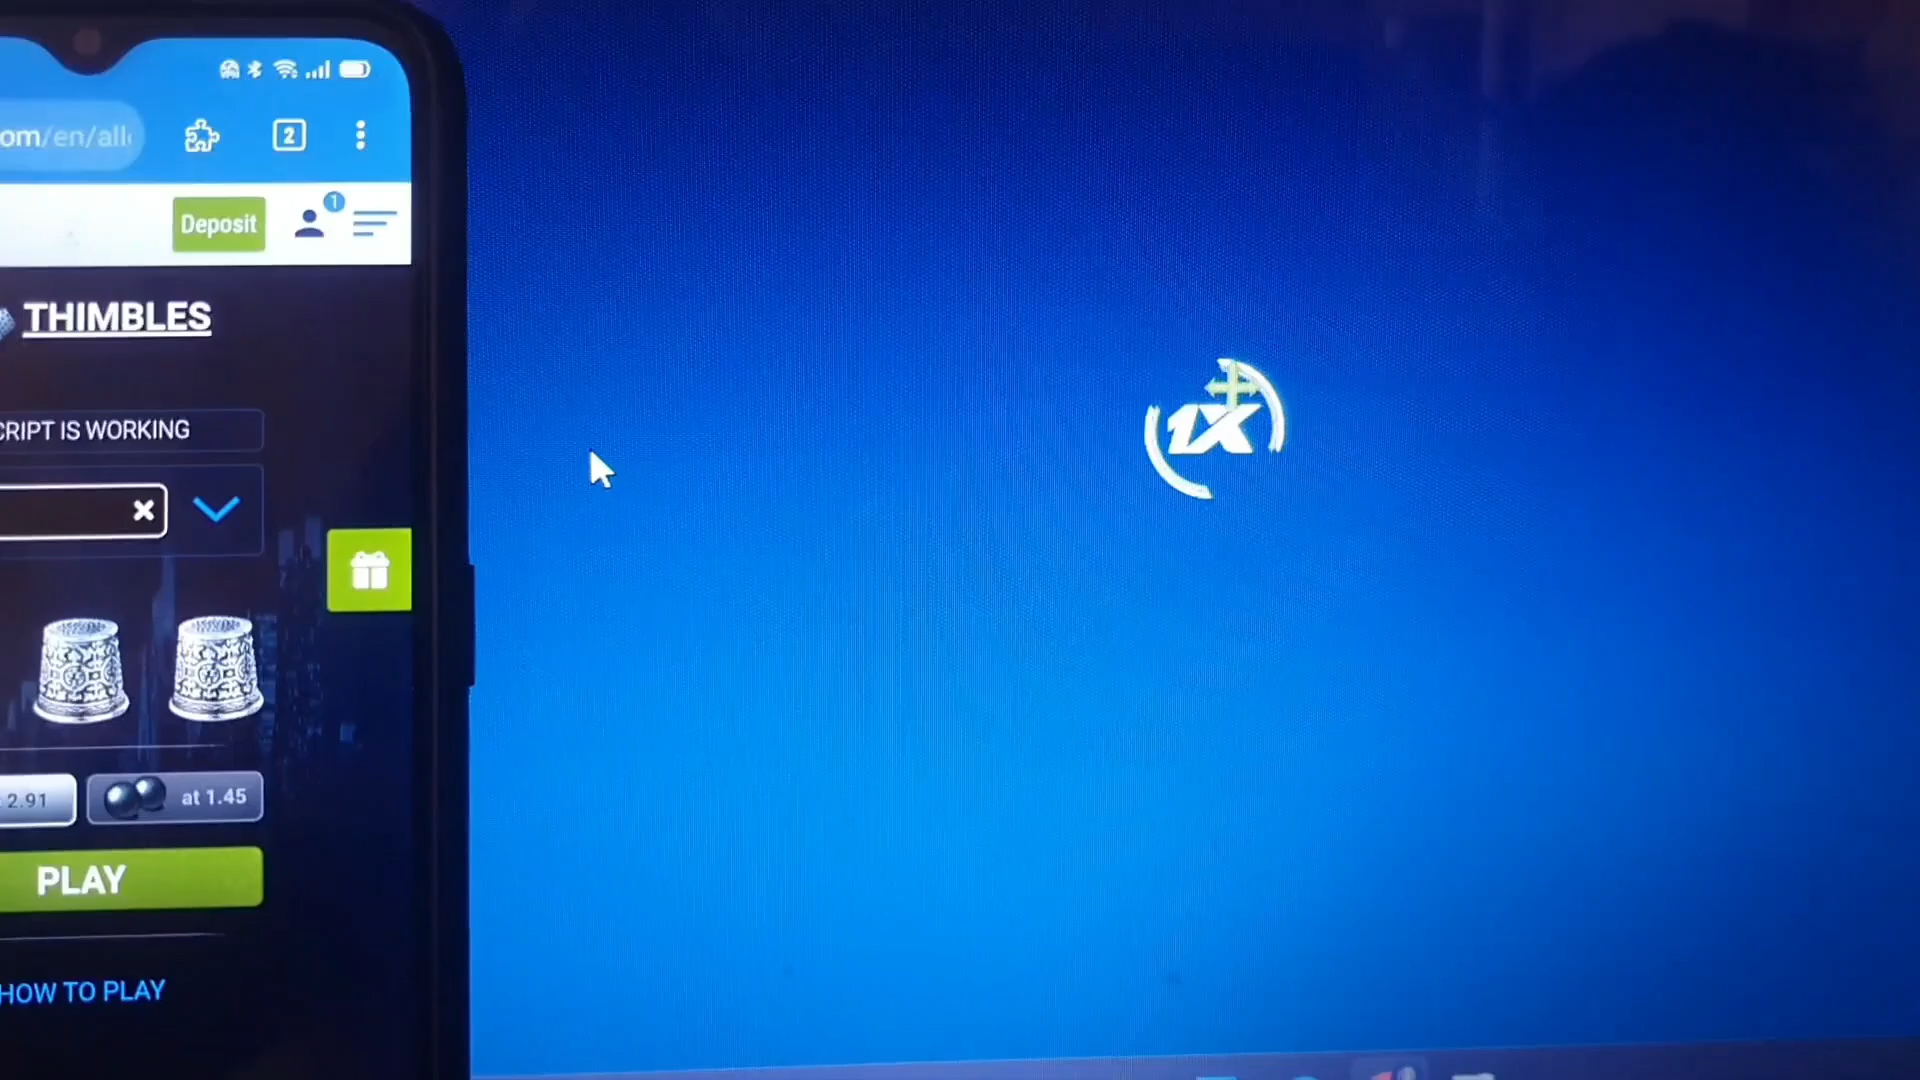 2
om/en/all
Deposit
1
THIMBLES
CRIPT IS WORKING
1X
2.91
at 1.45
PLAY
HOW TO PLAY